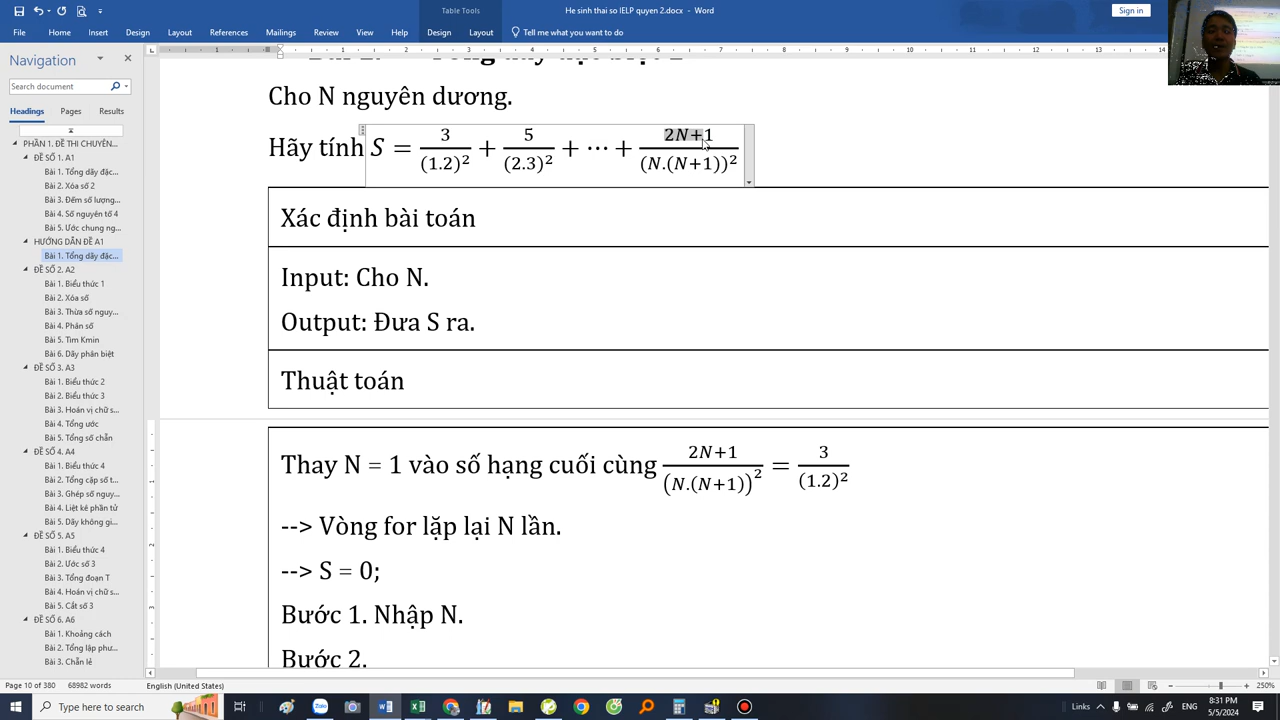 Table Tools
He sinh thai so IELP quyen 2.docx - Word
Sign in
File Home Insert Draw Design Layout References Mailings Review View Help Design Layout Tell me what you want to do
Navigation
Search document
Headings Pages Results
PHẦN 1. ĐỀ THI CHUYÊN...
ĐỀ SỐ 1. A1
Bài 1. Tổng dãy đặc...
Bài 2. Xóa số 2
Bài 3. Đếm số lượng...
Bài 4. Số nguyên tố 4
Bài 5. Ước chung ng...
HƯỚNG DẪN ĐỀ A1
Bài 1. Tổng dãy đặc...
ĐỀ SỐ 2. A2
Bài 1. Biểu thức 1
Bài 2. Xóa số
Bài 3. Thừa số nguy...
Bài 4. Phân số
Bài 5. Tìm Kmin
Bài 6. Dãy phân biệt
ĐỀ SỐ 3. A3
Bài 1. Biểu thức 2
Bài 2. Biểu thức 3
Bài 3. Hoán vị chữ s...
Bài 4. Tổng ước
Bài 5. Tổng số chẵn
ĐỀ SỐ 4. A4
Bài 1. Biểu thức 4
Bài 2. Tổng cặp số t...
Bài 3. Ghép số nguy...
Bài 4. Liệt kê phần tử
Bài 5. Dãy không gi...
ĐỀ SỐ 5. A5
Bài 1. Biểu thức 4
Bài 2. Ước số 3
Bài 3. Tổng đoạn T
Bài 4. Hoán vị chữ s...
Bài 5. Cắt số 3
ĐỀ SỐ 6. A6
Bài 1. Khoảng cách
Bài 2. Tổng lập phư...
Bài 3. Chẵn lẻ
Cho N nguyên dương.
Hãy tính S = 3/(1.2)² + 5/(2.3)² + ⋯ + 2N+1/(N.(N+1))²
Xác định bài toán
Input: Cho N.
Output: Đưa S ra.
Thuật toán
Thay N = 1 vào số hạng cuối cùng 2N+1/(N.(N+1))² = 3/(1.2)²
--> Vòng for lặp lại N lần.
--> S = 0;
Bước 1. Nhập N.
Bước 2.
Page 10 of 380 68982 words English (United States) 250%
Type here to search
Links
8:31 PM
5/5/2024